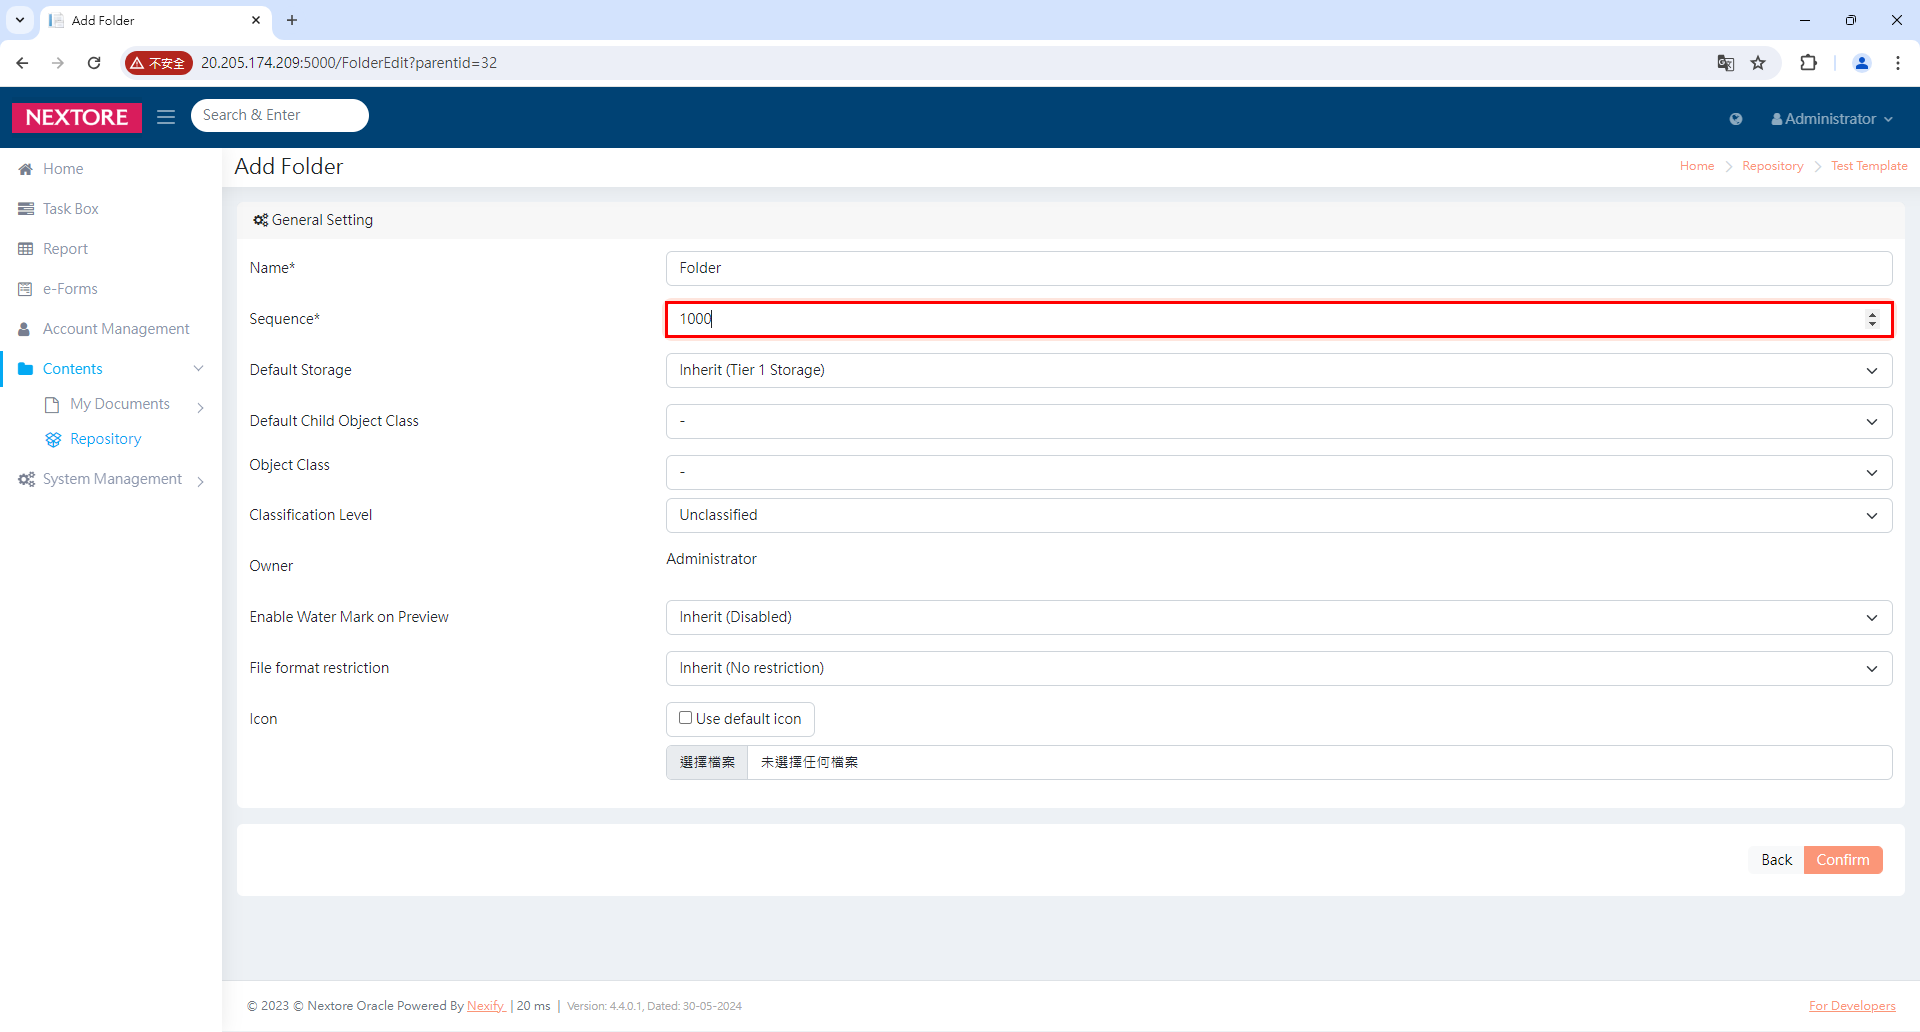 Add Folder
不安全 20.205.174.209:5000/FolderEdit?parentid=32
NEXTORE
Search & Enter
Administrator
Home
Task Box
Report
e-Forms
Account Management
Contents
My Documents
Repository
System Management
Add Folder
Home Repository Test Template
General Setting
Name* Folder
Sequence* 1000
Default Storage Inherit (Tier 1 Storage)
Default Child Object Class -
Object Class -
Classification Level Unclassified
Owner Administrator
Enable Water Mark on Preview Inherit (Disabled)
File format restriction Inherit (No restriction)
Icon Use default icon
選擇檔案 未選擇任何檔案
Back Confirm
© 2023 © Nextore Oracle Powered By Nexify | 20 ms | Version: 4.4.0.1, Dated: 30-05-2024
For Developers